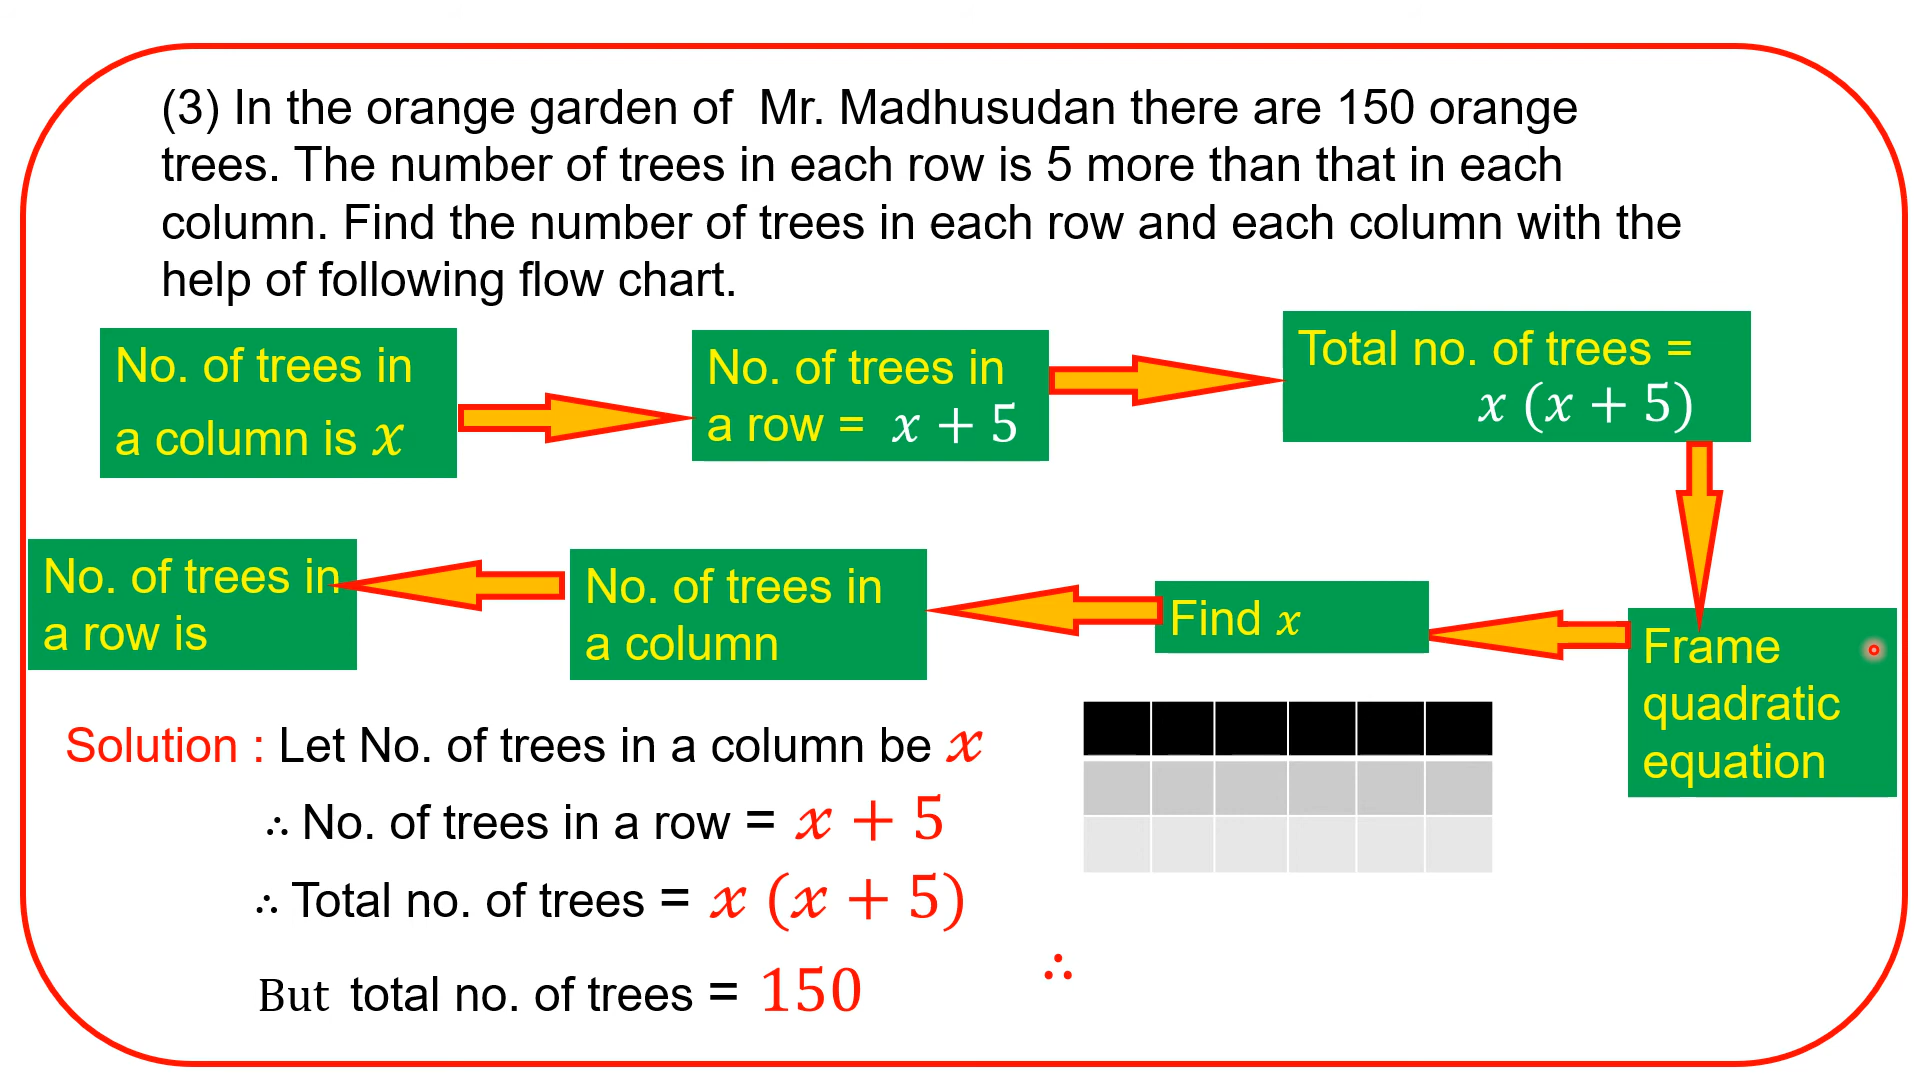 (3) In the orange garden of  Mr. Madhusudan there are 150 orange
trees. The number of trees in each row is 5 more than that in each
column. Find the number of trees in each row and each column with the
help of following flow chart.
No. of trees in
a column is x
No. of trees in
a row = x + 5
Total no. of trees =
x (x + 5)
No. of trees in
a row is
No. of trees in
a column
Find x
Frame
quadratic
equation
Solution : Let No. of trees in a column be x
∴ No. of trees in a row = x + 5
∴ Total no. of trees = x (x + 5)
But total no. of trees = 150
∴